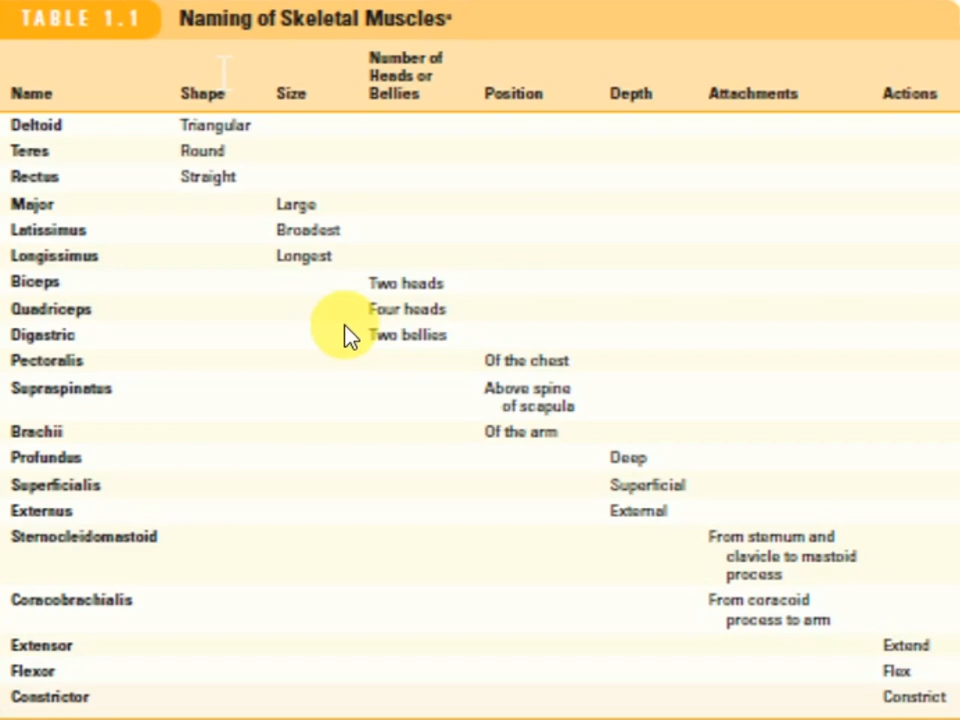 TABLE 1.1 Naming of Skeletal Muscles^a
Name Shape Size Number of Heads or Bellies Position Depth Attachments Actions
Deltoid Triangular
Teres Round
Rectus Straight
Major Large
Latissimus Broadest
Longissimus Longest
Biceps Two heads
Quadriceps Four heads
Digastric Two bellies
Pectoralis Of the chest
Supraspinatus Above spine
of scapula
Brachii Of the arm
Profundus Deep
Superficialis Superficial
Externus External
Sternocleidomastoid From sternum and
clavicle to mastoid
process
Coracobrachialis From coracoid
process to arm
Extensor Extend
Flexor Flex
Constrictor Constrict